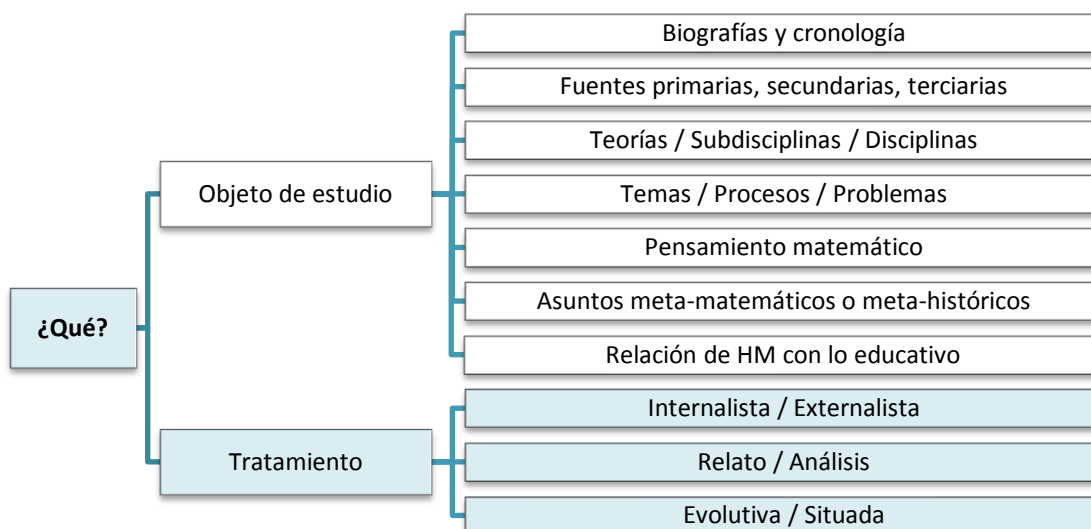 ¿Qué?
Objeto de estudio
Biografías y cronología
Fuentes primarias, secundarias, terciarias
Teorías / Subdisciplinas / Disciplinas
Temas / Procesos / Problemas
Pensamiento matemático
Asuntos meta-matemáticos o meta-históricos
Relación de HM con lo educativo
Tratamiento
Internalista / Externalista
Relato / Análisis
Evolutiva / Situada